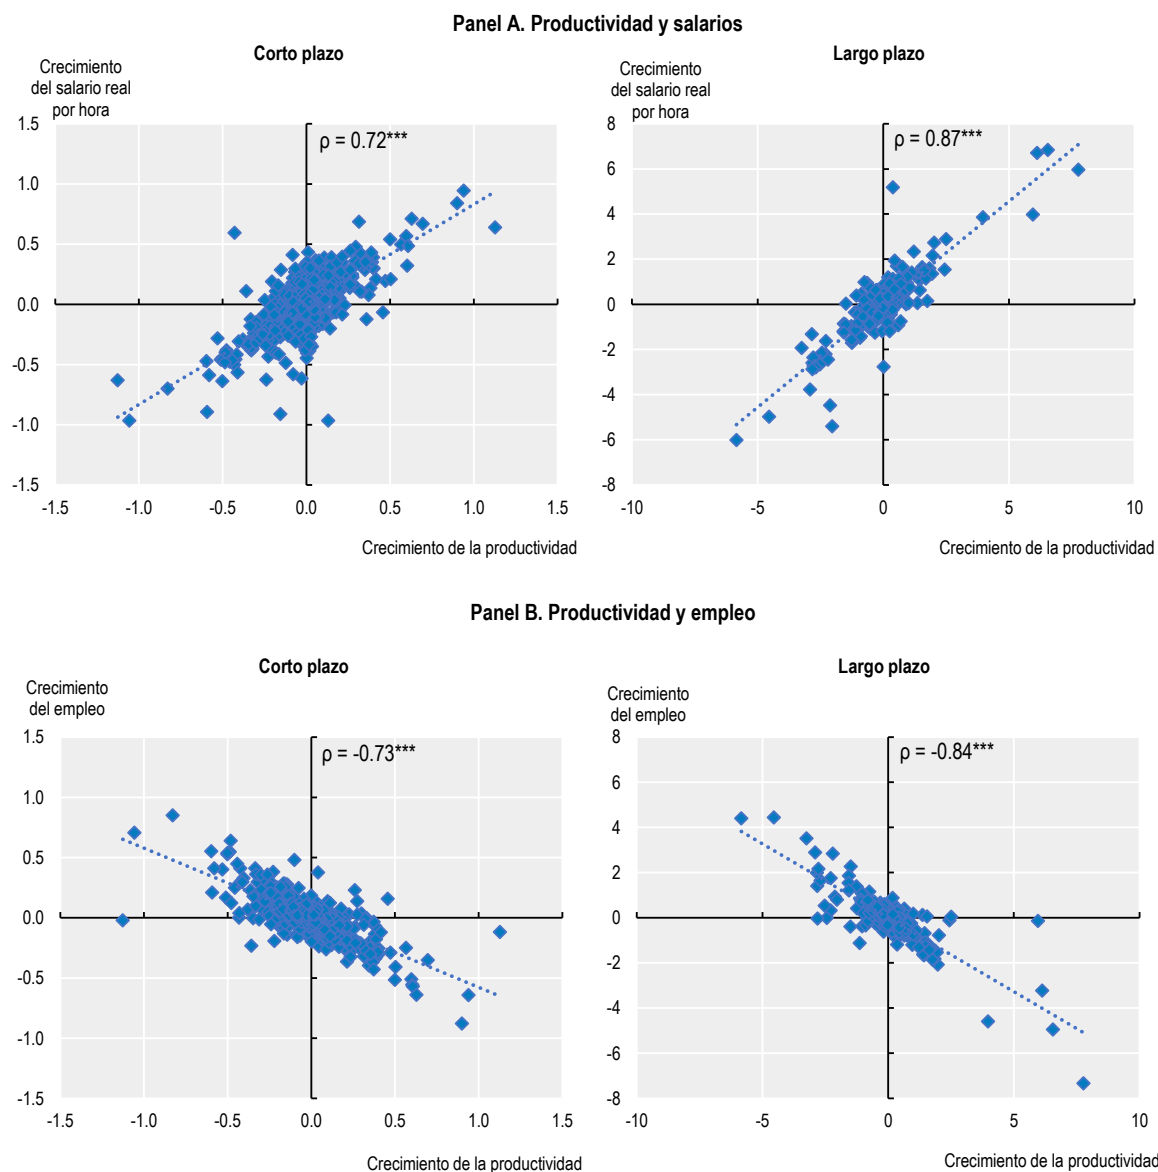 Panel A. Productividad y salarios
Corto plazo
Crecimiento
del salario real
por hora
ρ = 0.72***
1.5
1.0
0.5
0.0
-0.5
-1.0
-1.5
-1.5 -1.0 -0.5 0.0 0.5 1.0 1.5
Crecimiento de la productividad
Largo plazo
Crecimiento
del salario real
por hora
ρ = 0.87***
8
6
4
2
0
-2
-4
-6
-8
-10 -5 0 5 10
Crecimiento de la productividad
Panel B. Productividad y empleo
Corto plazo
Crecimiento
del empleo
ρ = -0.73***
1.5
1.0
0.5
0.0
-0.5
-1.0
-1.5
-1.5 -1.0 -0.5 0.0 0.5 1.0 1.5
Crecimiento de la productividad
Largo plazo
Crecimiento
del empleo
ρ = -0.84***
8
6
4
2
0
-2
-4
-6
-8
-10 -5 0 5 10
Crecimiento de la productividad